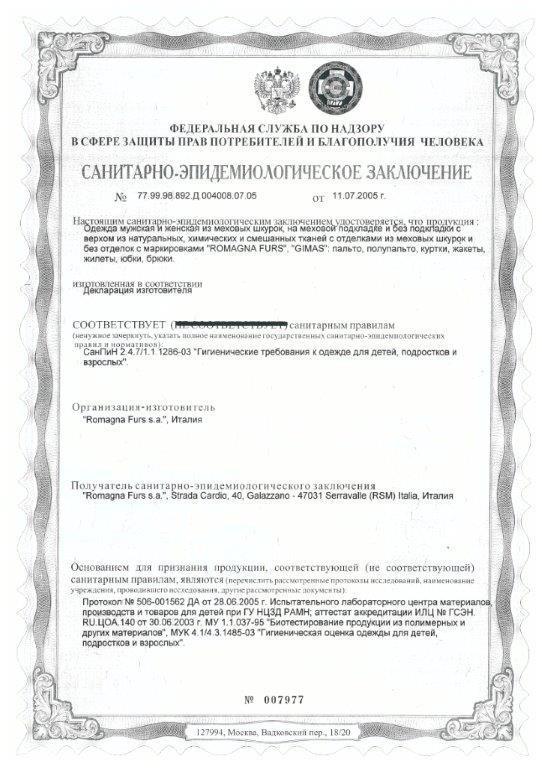 ФЕДЕРАЛЬНАЯ СЛУЖБА ПО НАДЗОРУ
В СФЕРЕ ЗАЩИТЫ ПРАВ ПОТРЕБИТЕЛЕЙ И БЛАГОПОЛУЧИЯ ЧЕЛОВЕКА
САНИТАРНО-ЭПИДЕМИОЛОГИЧЕСКОЕ ЗАКЛЮЧЕНИЕ
№ 77.99.98.892.Д.004008.07.05 от 11.07.2005 г.
Настоящим санитарно-эпидемиологическим заключением удостоверяется, что продукция :
Одежда мужская и женская из меховых шкурок, на меховой подкладке и без подкладки с
верхом из натуральных, химических и смешанных тканей с отделками из меховых шкурок и
без отделок с маркировками "ROMAGNA FURS", "GIMAS": пальто, полупальто, куртки, жакеты,
жилеты, юбки, брюки.
изготовленная в соответствии
Декларация изготовителя
СООТВЕТСТВУЕТ (НЕ СООТВЕТСТВУЕТ) санитарным правилам
(ненужное зачеркнуть, указать полное наименование государственных санитарно-эпидемиологических
правил и нормативов):
СанПиН 2.4.7/1.1.1286-03 "Гигиенические требования к одежде для детей, подростков и
взрослых".
Организация-изготовитель
"Romagna Furs s.a.", Италия
Получатель санитарно-эпидемиологического заключения
"Romagna Furs s.a.", Strada Cardio, 40, Galazzano - 47031 Serravalle (RSM) Italia, Италия
Основанием для признания продукции, соответствующей (не соответствующей)
санитарным правилам, являются (перечислить рассмотренные протоколы исследований, наименование
учреждения, проводившего исследования, другие рассмотренные документы):
Протокол № 506-001562 ДА от 28.06.2005 г. Испытательного лабораторного центра материалов,
производств и товаров для детей при ГУ НЦЗД РАМН; аттестат аккредитации ИЛЦ № ГСЭН.
RU.ЦОА.140 от 30.06.2003 г. МУ 1.1.037-95 "Биотестирование продукции из полимерных и
других материалов", МУК 4.1/4.3.1485-03 "Гигиеническая оценка одежды для детей,
подростков и взрослых".
№ 007977
127994, Москва, Вадковский пер., 18/20